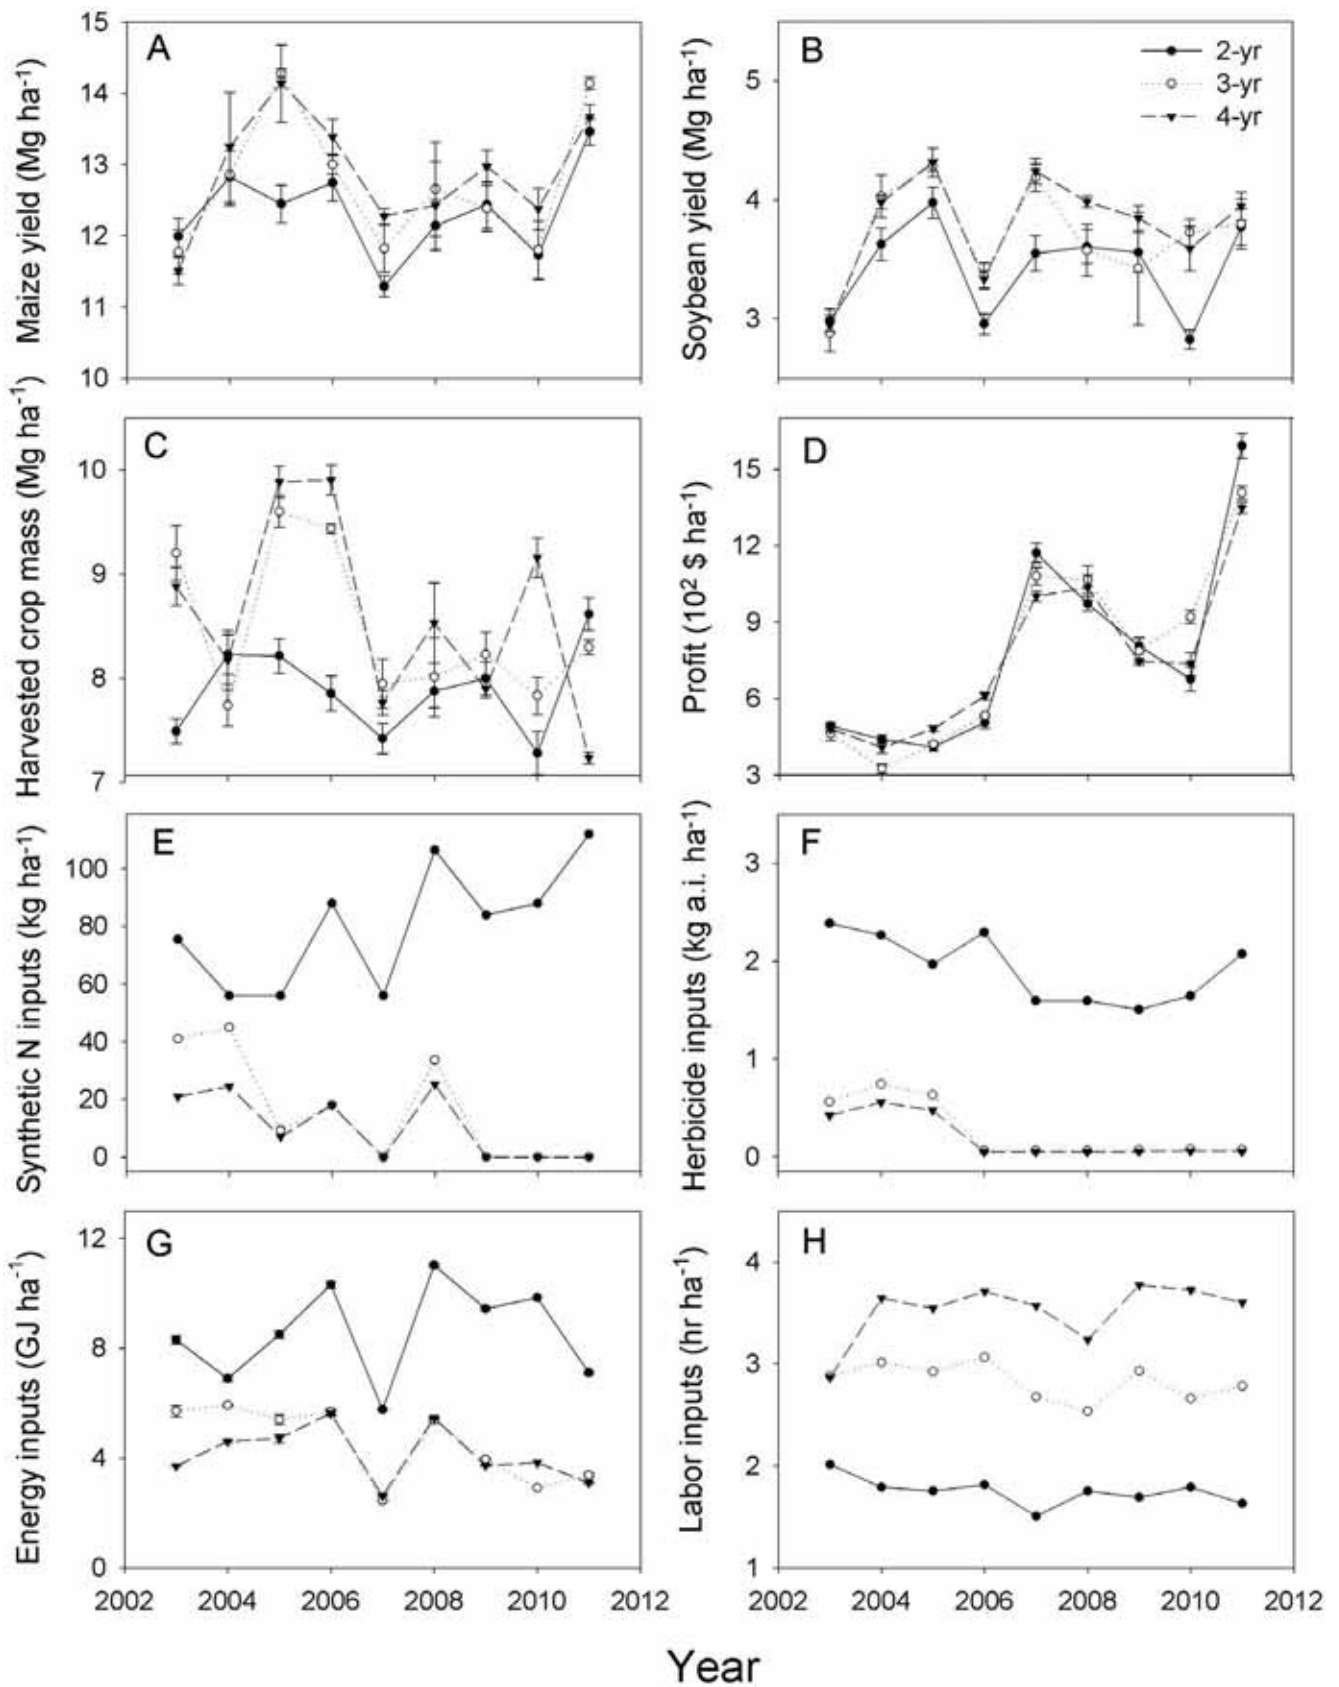 A
Maize yield (Mg ha-1)
15
14
13
12
11
10
B
2-yr
3-yr
4-yr
Soybean yield (Mg ha-1)
5
4
3
C
Harvested crop mass (Mg ha-1)
10
9
8
7
D
Profit (10² $ ha-1)
15
12
9
6
3
E
Synthetic N inputs (kg ha-1)
100
80
60
40
20
0
F
Herbicide inputs (kg a.i. ha-1)
3
2
1
0
G
Energy inputs (GJ ha-1)
12
8
4
0
2002 2004 2006 2008 2010 2012
H
Labor inputs (hr ha-1)
4
3
2
1
2002 2004 2006 2008 2010 2012
Year